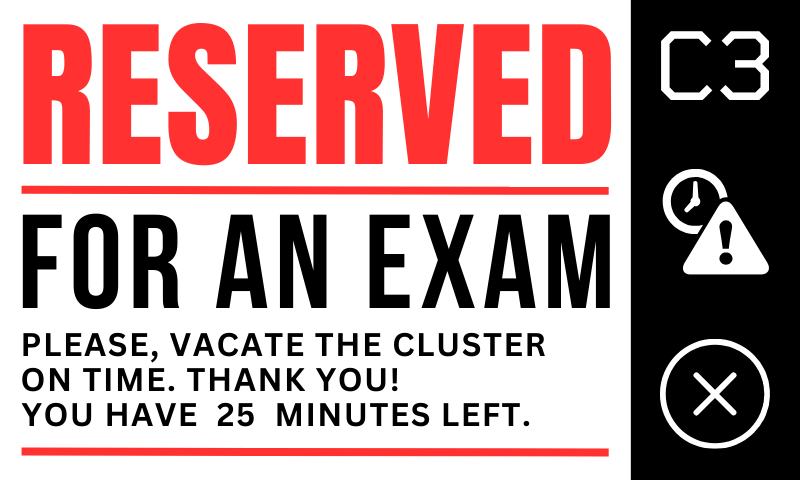 RESERVED
FOR AN EXAM
PLEASE, VACATE THE CLUSTER
ON TIME. THANK YOU!
YOU HAVE 25 MINUTES LEFT.
C3